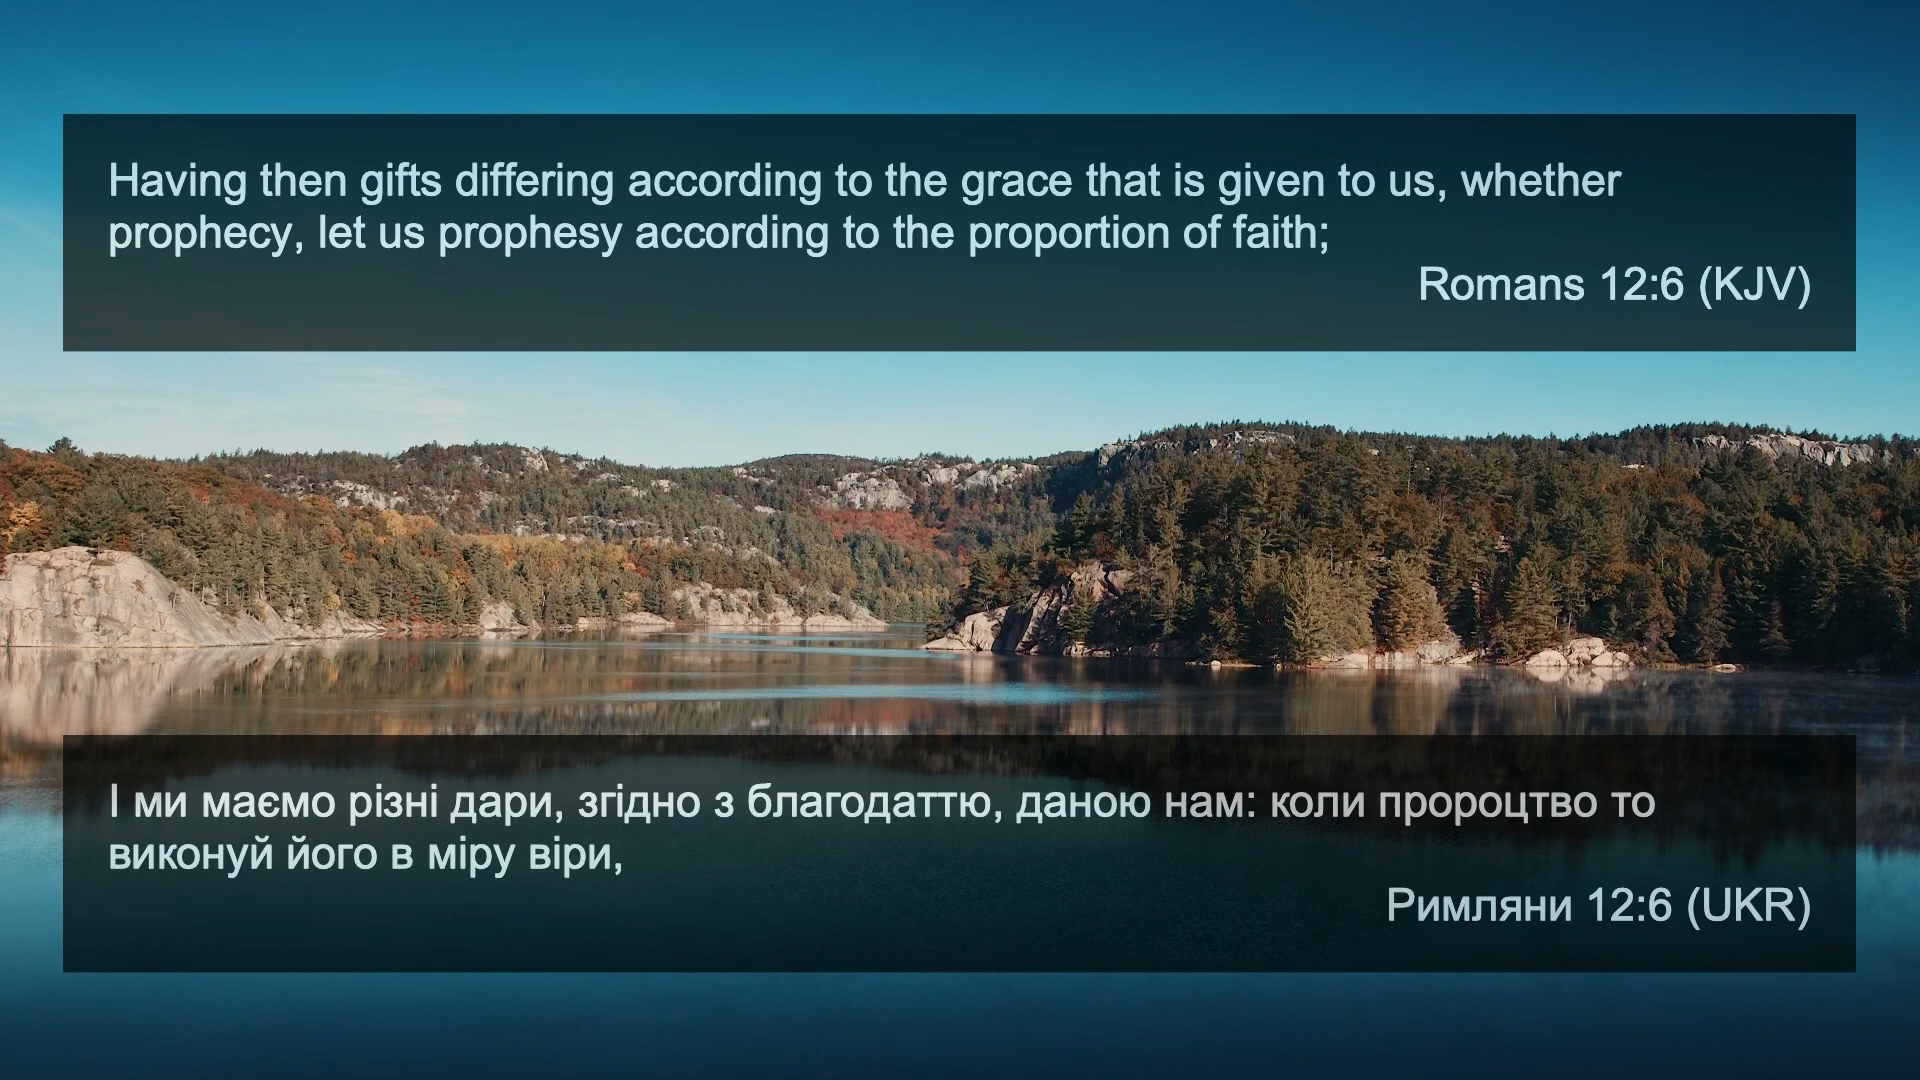 Having then gifts differing according to the grace that is given to us, whether
prophecy, let us prophesy according to the proportion of faith;
Romans 12:6 (KJV)
І ми маємо різні дари, згідно з благодаттю, даною нам: коли пророцтво то
виконуй його в міру віри,
Римляни 12:6 (UKR)